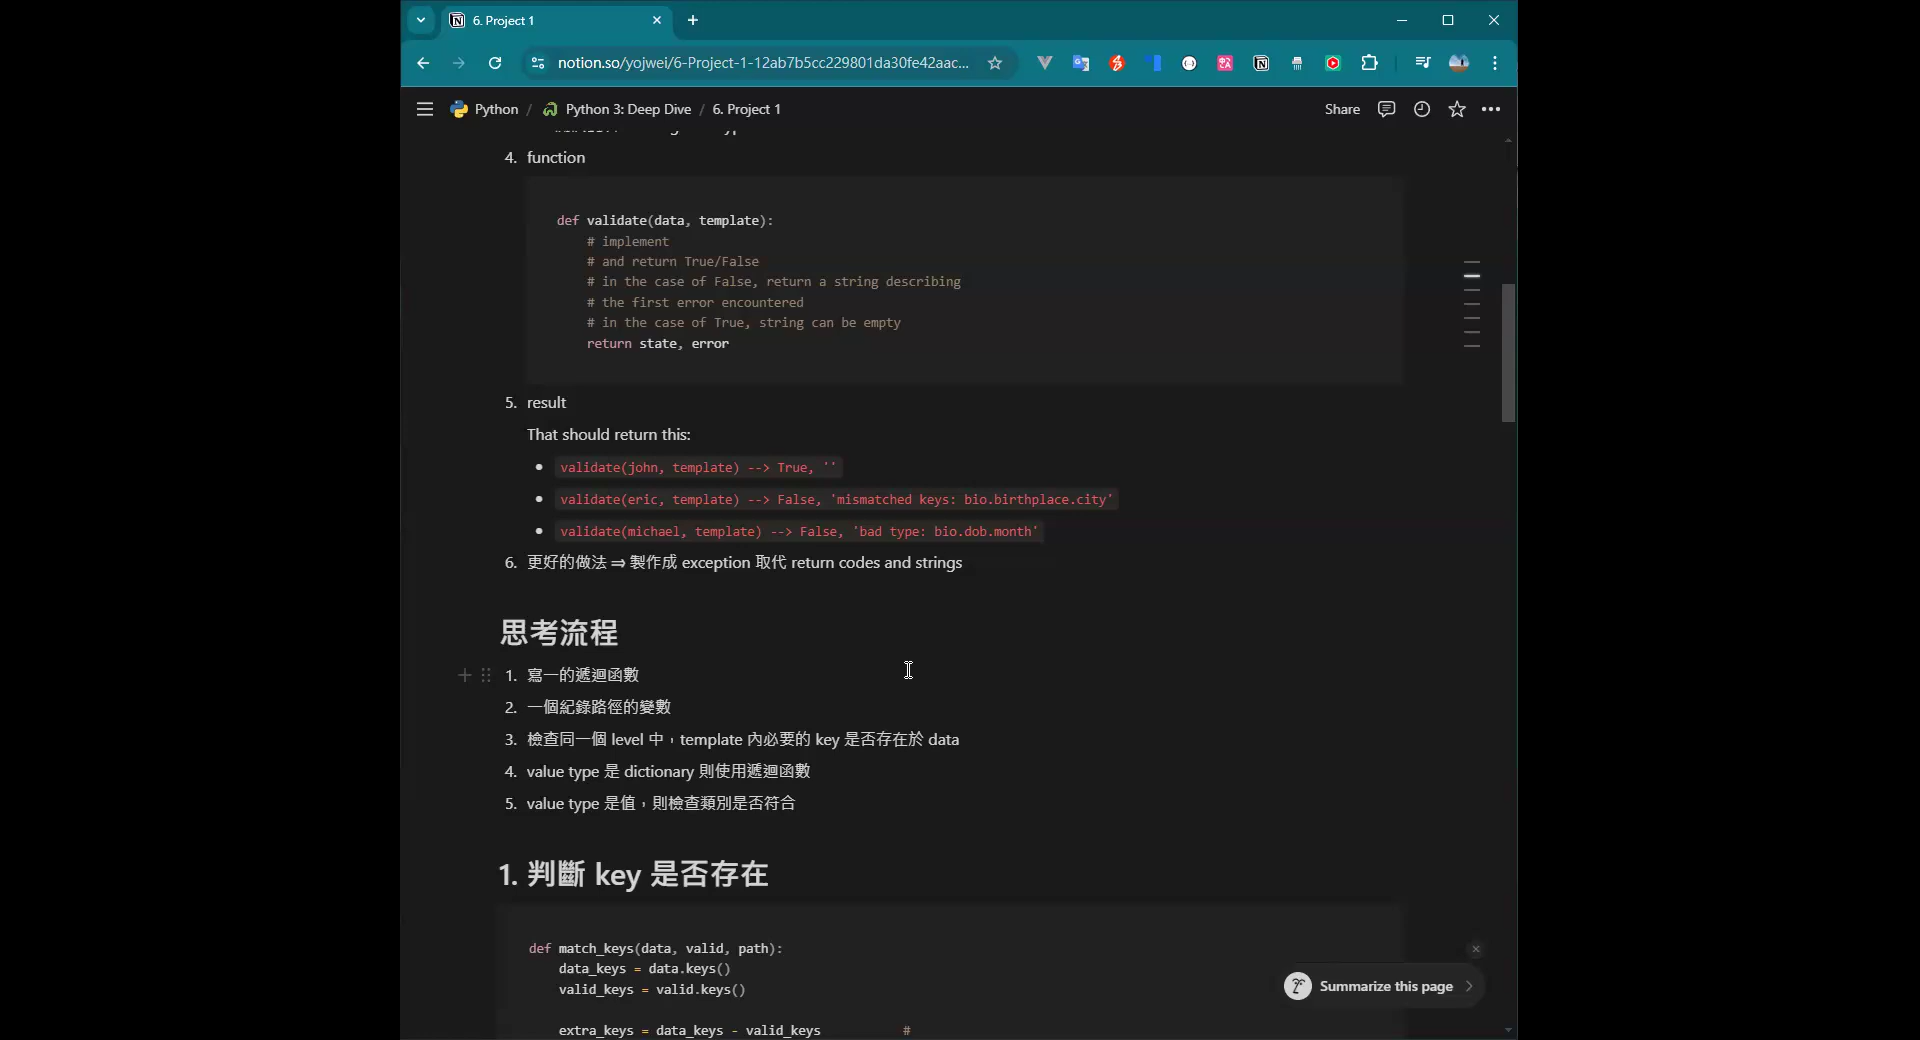 6. Project 1
notion.so/yojwei/6-Project-1-12ab7b5cc229801da30fe42aac...
Python / Python 3: Deep Dive / 6. Project 1
Share
4. function
def validate(data, template):
# implement
# and return True/False
# in the case of False, return a string describing
# the first error encountered
# in the case of True, string can be empty
return state, error
5. result
That should return this:
validate(john, template) --> True, ''
validate(eric, template) --> False, 'mismatched keys: bio.birthplace.city'
validate(michael, template) --> False, 'bad type: bio.dob.month'
6. 更好的做法 ⇒ 製作成 exception 取代 return codes and strings
思考流程
1. 寫一的遞迴函數
2. 一個紀錄路徑的變數
3. 檢查同一個 level 中，template 內必要的 key 是否存在於 data
4. value type 是 dictionary 則使用遞迴函數
5. value type 是值，則檢查類別是否符合
1. 判斷 key 是否存在
def match_keys(data, valid, path):
data_keys = data.keys()
valid_keys = valid.keys()
extra_keys = data_keys - valid_keys #
Summarize this page